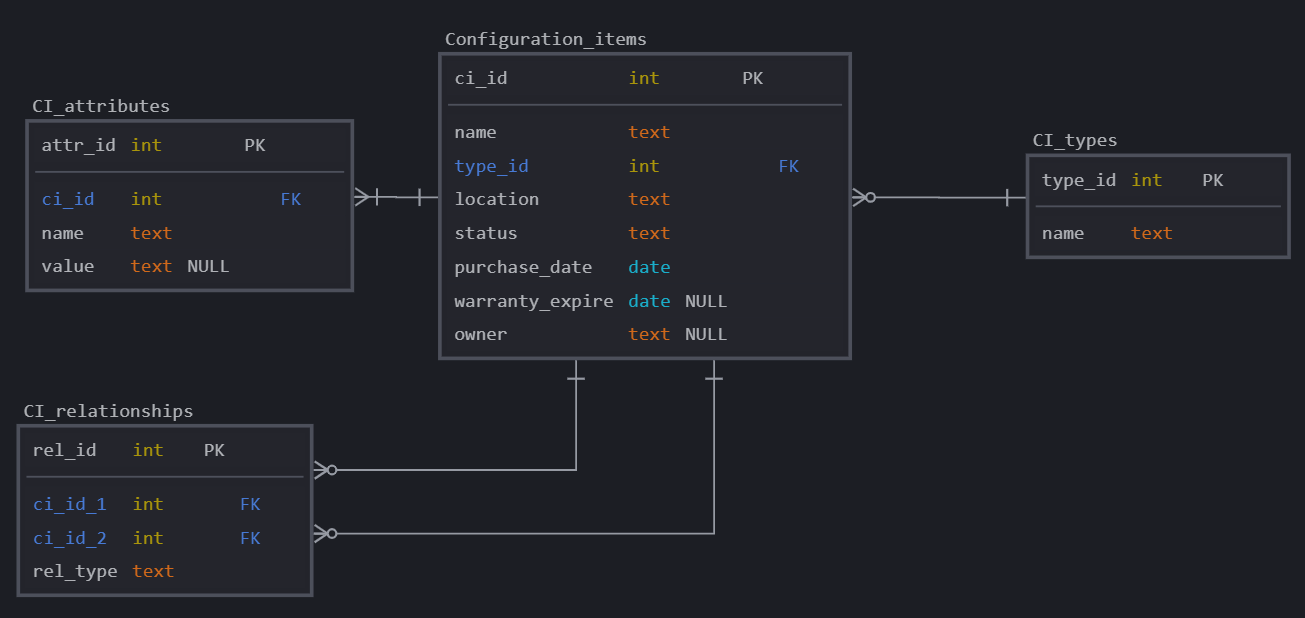 Configuration_items
ci_id int PK
name text
type_id int FK
location text
status text
purchase_date date
warranty_expire date NULL
owner text NULL
CI_attributes
attr_id int PK
ci_id int FK
name text
value text NULL
CI_types
type_id int PK
name text
CI_relationships
rel_id int PK
ci_id_1 int FK
ci_id_2 int FK
rel_type text